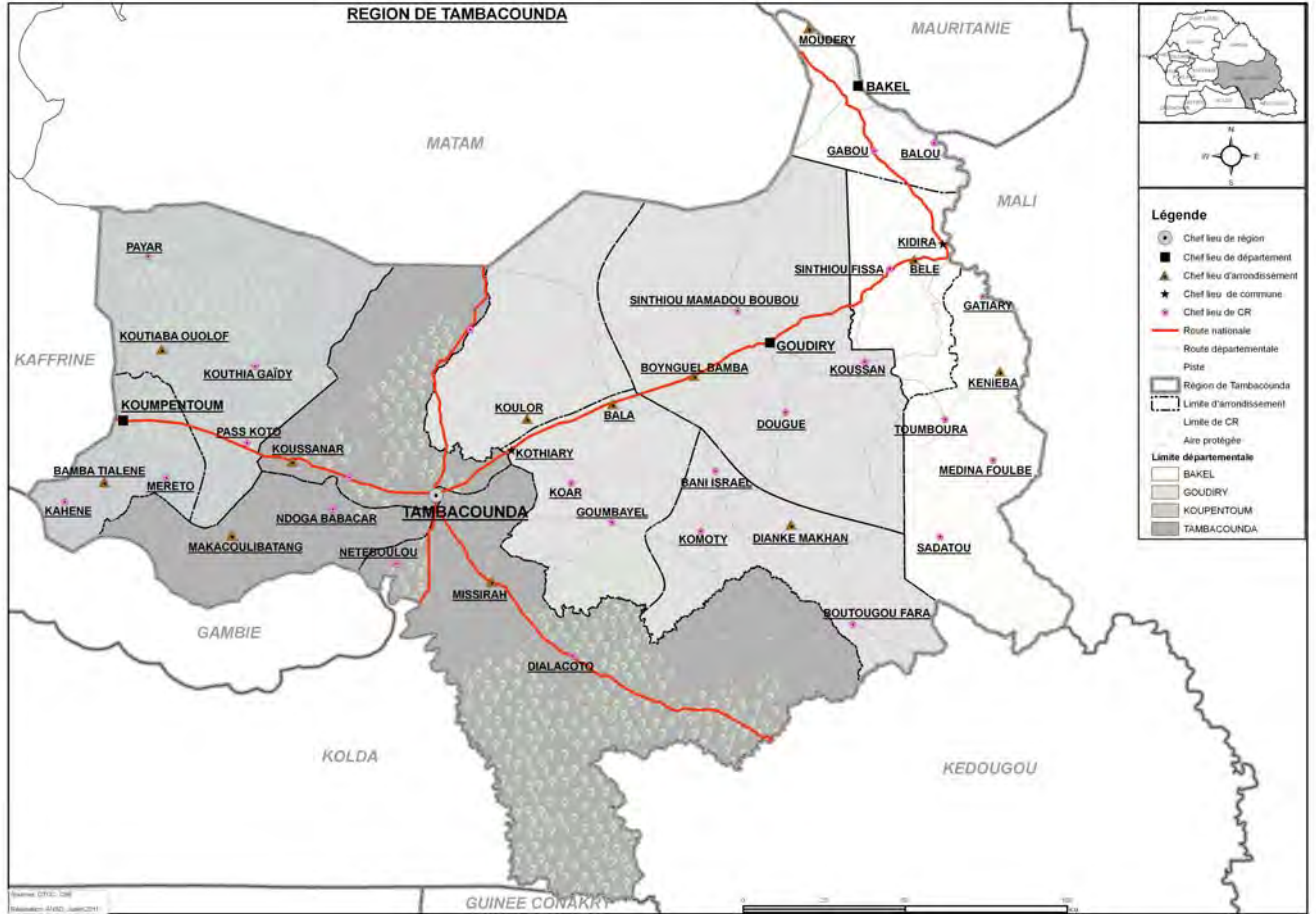 REGION DE TAMBACOUNDA
MAURITANIE
MOUDERY
BAKEL
MATAM
GABOU
BALOU
MALI
KIDIRA
PAYAR
SINTHIOU FISSA
BELE
GATIARY
SINTHIOU MAMADOU BOUBOU
KOUTIABA OUOLOF
GOUDIRY
KAFFRINE
KOUTHIA GAÏDY
BOYNGUEL BAMBA
KOUSSAN
KENIEBA
KOUMPENTOUM
KOULOR
BALA
DOUGUE
TOUMBOURA
PASS KOTO
KOUSSANAR
KOTHIARY
MEDINA FOULBE
BAMBA TIALENE
MERETO
KOAR
BANI ISRAEL
KAHENE
TAMBACOUNDA
NDOGA BABACAR
GOUMBAYEL
MAKACOULIBATANG
KOMOTY
DIANKE MAKHAN
SADATOU
NETEBOULOU
MISSIRAH
BOUTOUGOU FARA
GAMBIE
DIALACOTO
KOLDA
KEDOUGOU
GUINEE CONAKRY
N
W E
S
Légende
Chef lieu de région
Chef lieu de département
Chef lieu d'arrondissement
Chef lieu de commune
Chef lieu de CR
Route nationale
Route départementale
Piste
Région de Tambacounda
Limite d'arrondissement
Limite de CR
Aire protégée
Limite départementale
BAKEL
GOUDIRY
KOUPENTOUM
TAMBACOUNDA